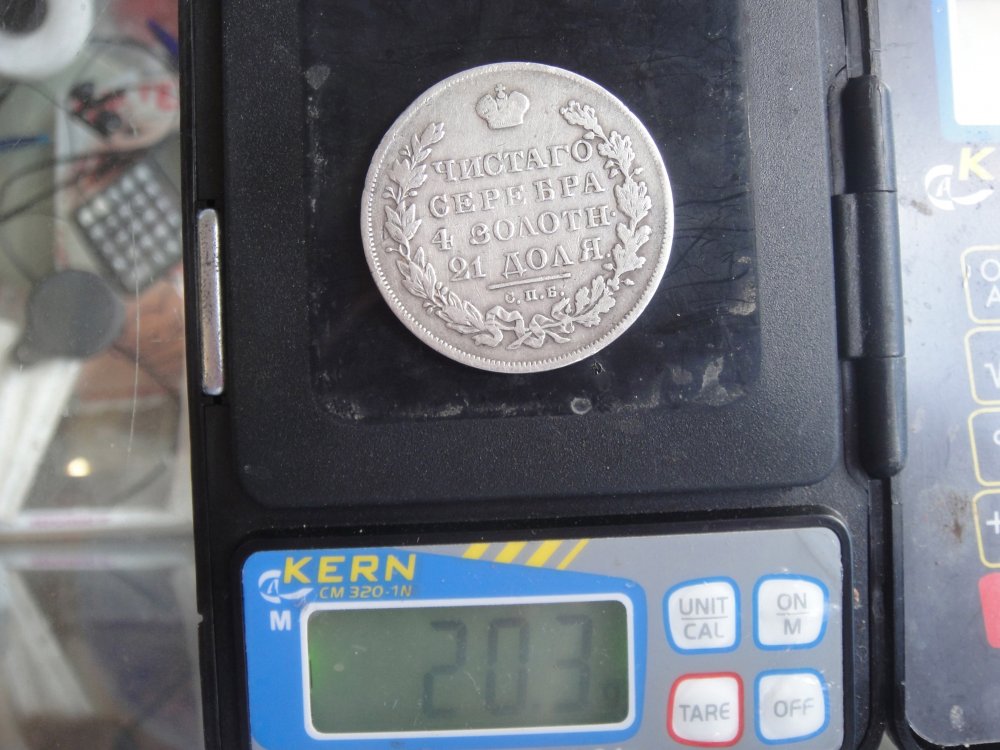 ЧИСТАГО
СЕРЕБРА
4 ЗОЛОТН·
21 ДОЛЯ
С.П.Б.
KERN
CM 320-1N
M
20.3
UNIT
CAL
ON
M
TARE
OFF
K